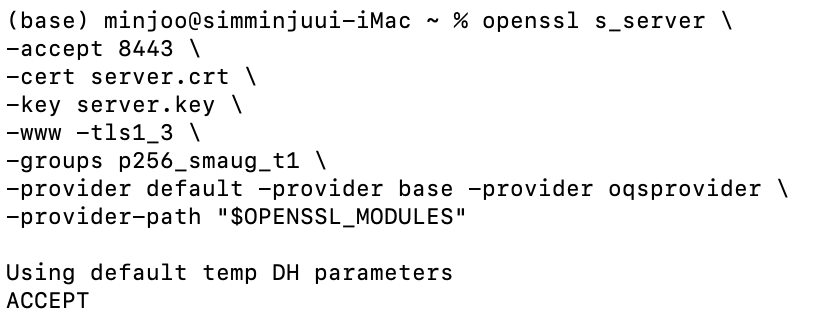 (base) minjoo@simminjuui-iMac ~ % openssl s_server \
-accept 8443 \
-cert server.crt \
-key server.key \
-www -tls1_3 \
-groups p256_smaug_t1 \
-provider default -provider base -provider oqsprovider \
-provider-path "$OPENSSL_MODULES"
Using default temp DH parameters
ACCEPT